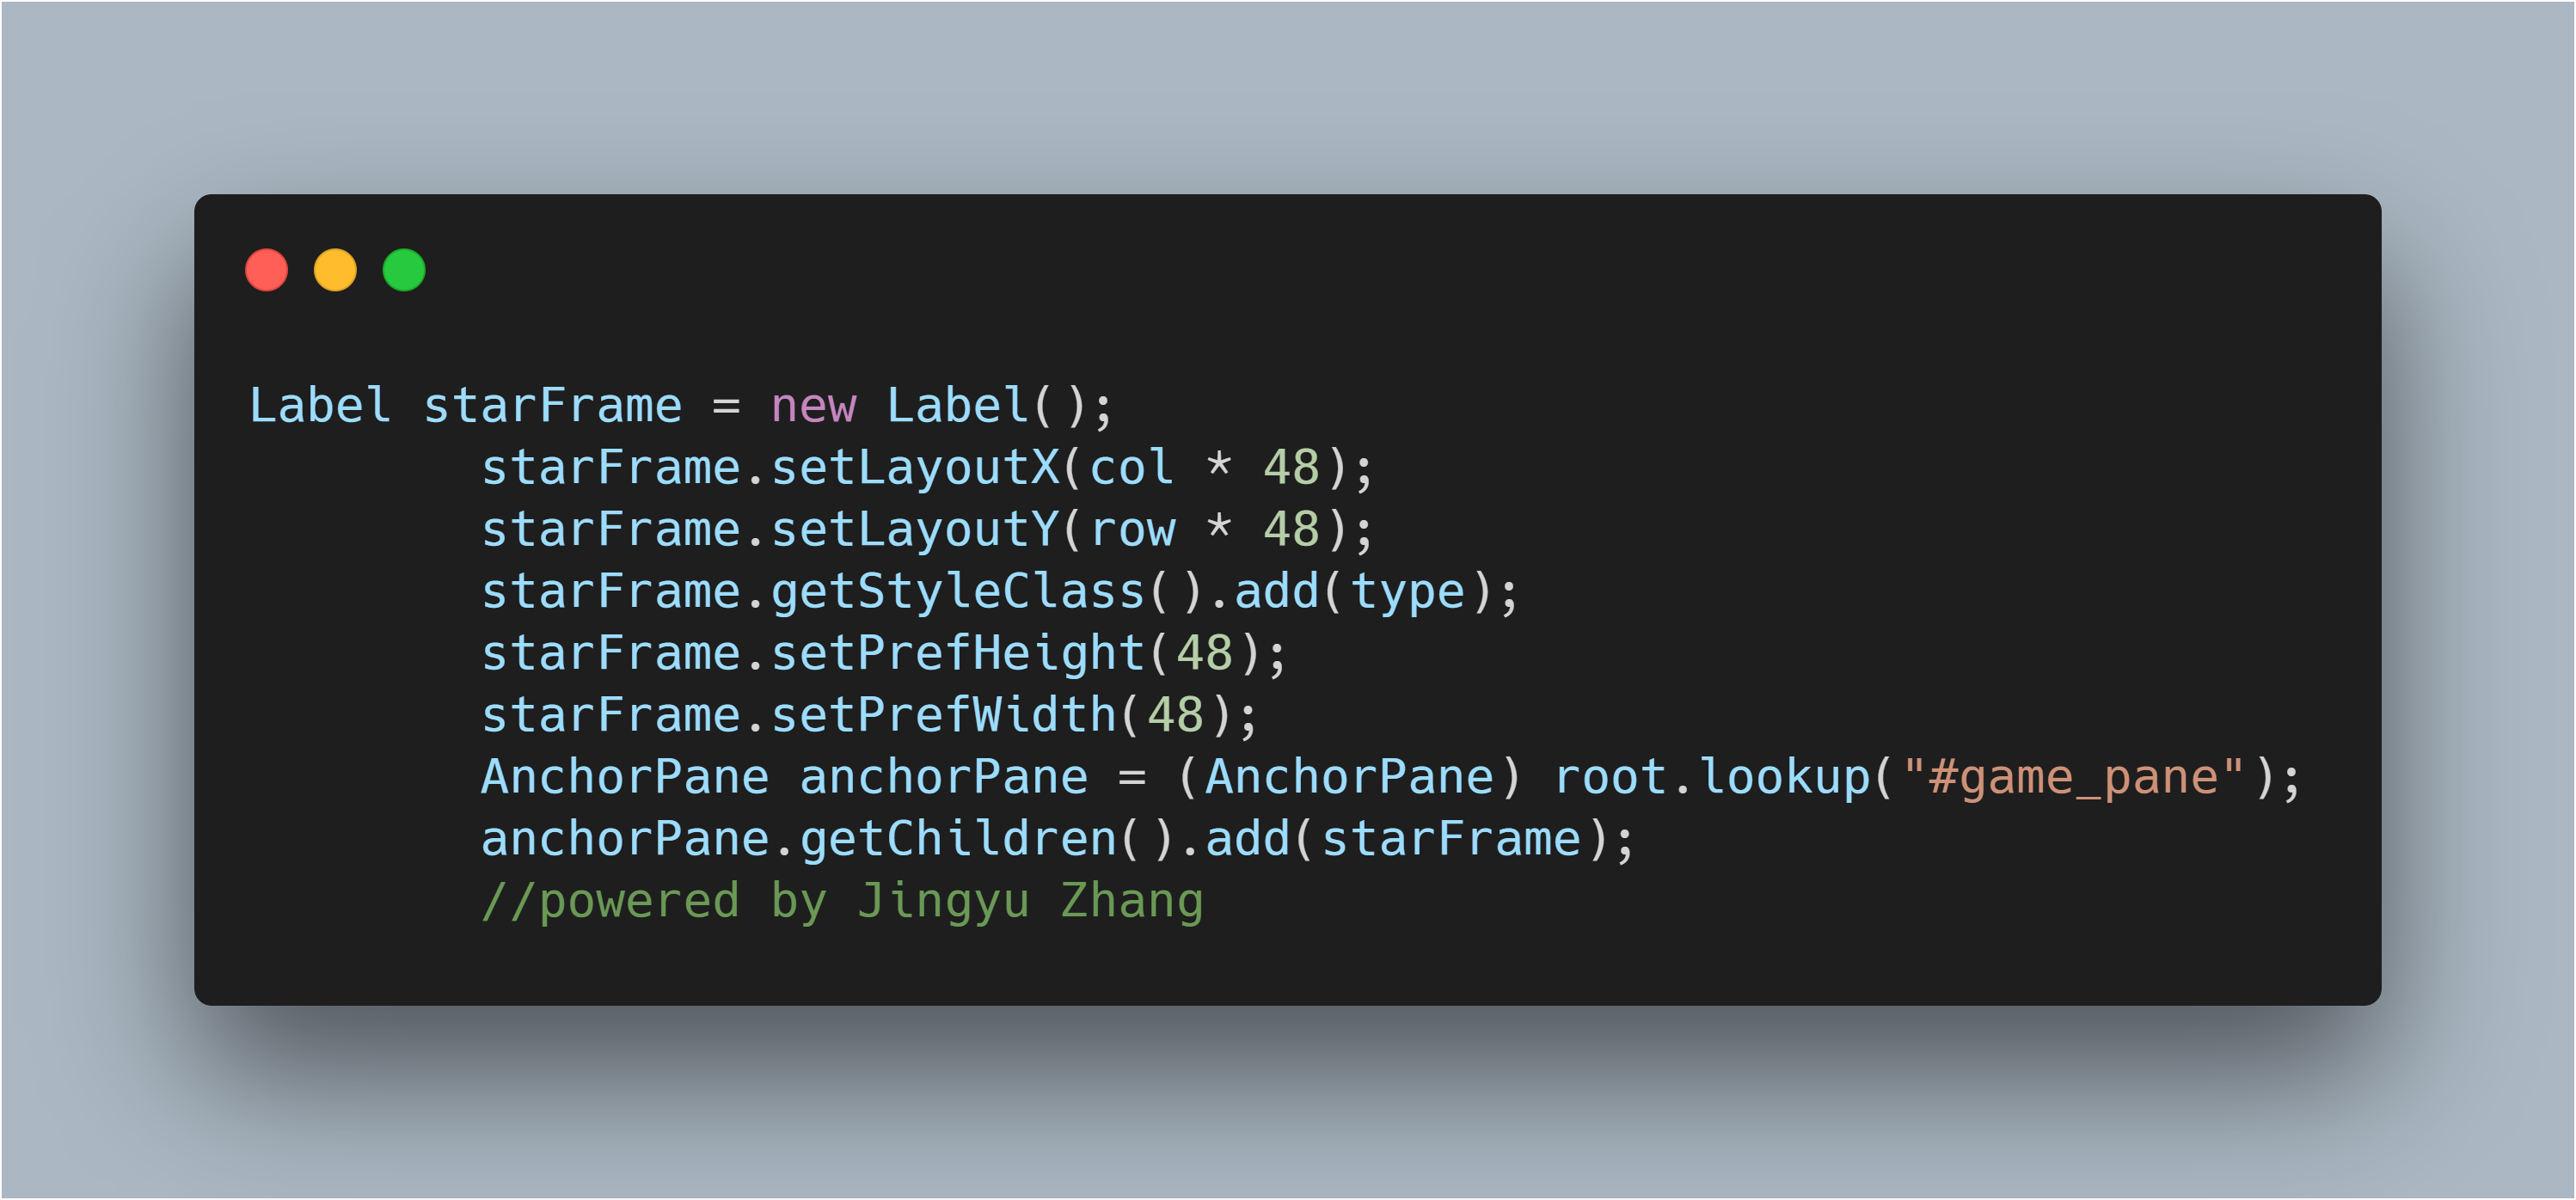 Label starFrame = new Label();
        starFrame.setLayoutX(col * 48);
        starFrame.setLayoutY(row * 48);
        starFrame.getStyleClass().add(type);
        starFrame.setPrefHeight(48);
        starFrame.setPrefWidth(48);
        AnchorPane anchorPane = (AnchorPane) root.lookup("#game_pane");
        anchorPane.getChildren().add(starFrame);
        //powered by Jingyu Zhang